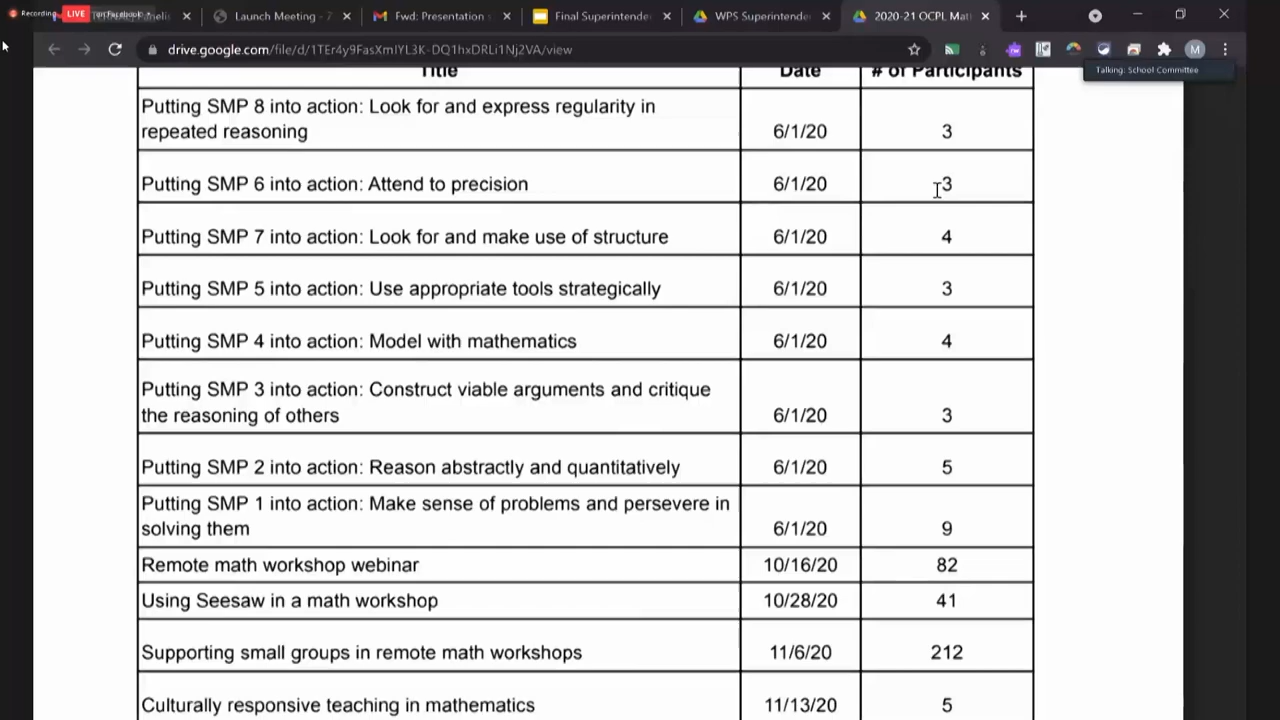 Recording
LIVE on Facebook
Launch Meeting - Z
Fwd: Presentation
Final Superintende
WPS Superintende
2020-21 OCPL Mat
drive.google.com/file/d/1TEr4y9FasXmIYL3K-DQ1hxDRLi1Nj2VA/view
M
Talking: School Committee
Title Date # of Participants
Putting SMP 8 into action: Look for and express regularity in
repeated reasoning 6/1/20 3
Putting SMP 6 into action: Attend to precision 6/1/20 3
Putting SMP 7 into action: Look for and make use of structure 6/1/20 4
Putting SMP 5 into action: Use appropriate tools strategically 6/1/20 3
Putting SMP 4 into action: Model with mathematics 6/1/20 4
Putting SMP 3 into action: Construct viable arguments and critique
the reasoning of others 6/1/20 3
Putting SMP 2 into action: Reason abstractly and quantitatively 6/1/20 5
Putting SMP 1 into action: Make sense of problems and persevere in
solving them 6/1/20 9
Remote math workshop webinar 10/16/20 82
Using Seesaw in a math workshop 10/28/20 41
Supporting small groups in remote math workshops 11/6/20 212
Culturally responsive teaching in mathematics 11/13/20 5